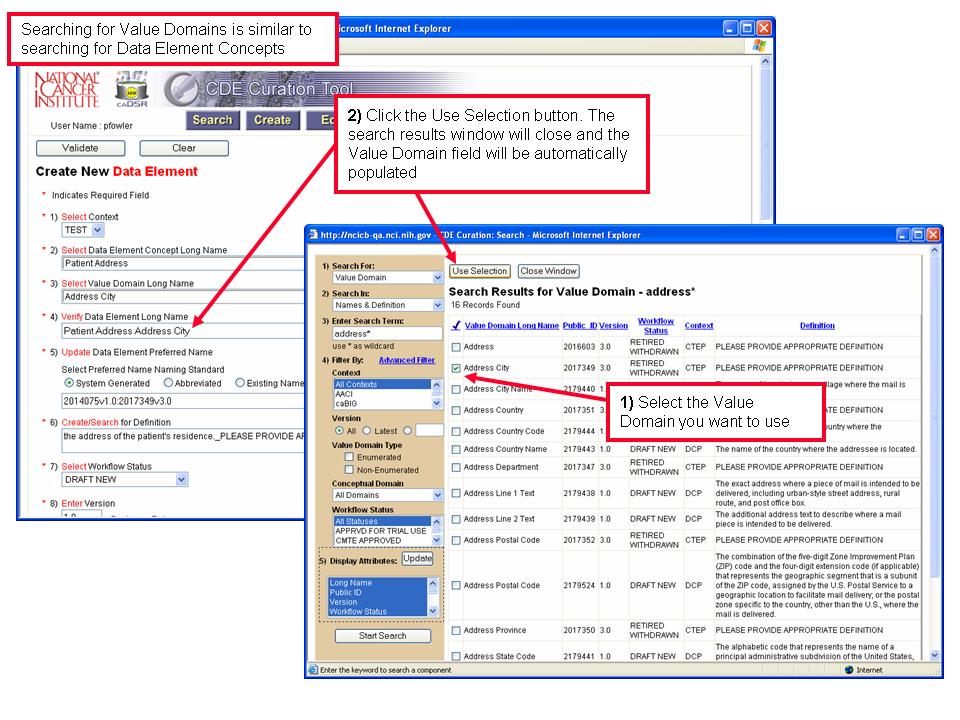 Searching for Value Domains is similar to
searching for Data Element Concepts
icrosoft Internet Explorer
NATIONAL
CANCER
INSTITUTE
caDSR
CDE Curation Tool
User Name : pfowler
Search
Create
Ed
Validate
Clear
Create New Data Element
* Indicates Required Field
* 1) Select Context
TEST
* 2) Select Data Element Concept Long Name
Patient Address
* 3) Select Value Domain Long Name
Address City
* 4) Verify Data Element Long Name
Patient Address Address City
* 5) Update Data Element Preferred Name
Select Preferred Name Naming Standard
System Generated Abbreviated Existing Name
2014075v1.0:2017349v3.0
* 6) Create/Search for Definition
the address of the patient's residence._PLEASE PROVIDE AP
* 7) Select Workflow Status
DRAFT NEW
* 8) Enter Version
1.0
2) Click the Use Selection button. The
search results window will close and the
Value Domain field will be automatically
populated
http://ncicb-qa.nci.nih.gov - CDE Curation: Search - Microsoft Internet Explorer
1) Search For:
Value Domain
2) Search In:
Names & Definition
3) Enter Search Term:
address*
use * as wildcard
4) Filter By: Advanced Filter
Context
All Contexts
AACI
caBIG
Version
All Latest
Value Domain Type
Enumerated
Non-Enumerated
Conceptual Domain
All Domains
Workflow Status
All Statuses
APPRVD FOR TRIAL USE
CMTE APPROVED
5) Display Attributes: Update
Long Name
Public ID
Version
Workflow Status
Start Search
Use Selection Close Window
Search Results for Value Domain - address*
16 Records Found
Value Domain Long Name Public_ID Version Workflow Status Context Definition
Address 2016603 3.0 RETIRED WITHDRAWN CTEP PLEASE PROVIDE APPROPRIATE DEFINITION
Address City 2017349 3.0 RETIRED WITHDRAWN CTEP PLEASE PROVIDE APPROPRIATE DEFINITION
Address City Name 2179440 1 village where the mail is
Address Country 2017351 3 DEFINITION
Address Country Code 2179444 1 country where the
Address Country Name 2179443 1.0 DRAFT NEW DCP The name of the country where the addressee is located.
Address Department 2017347 3.0 RETIRED WITHDRAWN CTEP PLEASE PROVIDE APPROPRIATE DEFINITION
Address Line 1 Text 2179438 1.0 DRAFT NEW DCP The exact address where a piece of mail is intended to be
delivered, including urban-style street address, rural
route, and post office box.
Address Line 2 Text 2179439 1.0 DRAFT NEW DCP The additional address text to describe where a mail
piece is intended to be delivered.
Address Postal Code 2017352 3.0 RETIRED WITHDRAWN CTEP PLEASE PROVIDE APPROPRIATE DEFINITION
Address Postal Code 2179524 1.0 DRAFT NEW DCP The combination of the five-digit Zone Improvement Plan
(ZIP) code and the four-digit extension code (if applicable)
that represents the geographic segment that is a subunit
of the ZIP code, assigned by the U.S. Postal Service to a
geographic location to facilitate mail delivery; or the postal
zone specific to the country, other than the U.S., where the
mail is delivered.
Address Province 2017350 3.0 RETIRED WITHDRAWN CTEP PLEASE PROVIDE APPROPRIATE DEFINITION
Address State Code 2179441 1.0 DRAFT NEW DCP The alphabetic code that represents the name of a
principal administrative subdivision of the United States,
1) Select the Value
Domain you want to use
Enter the keyword to search a component
Internet